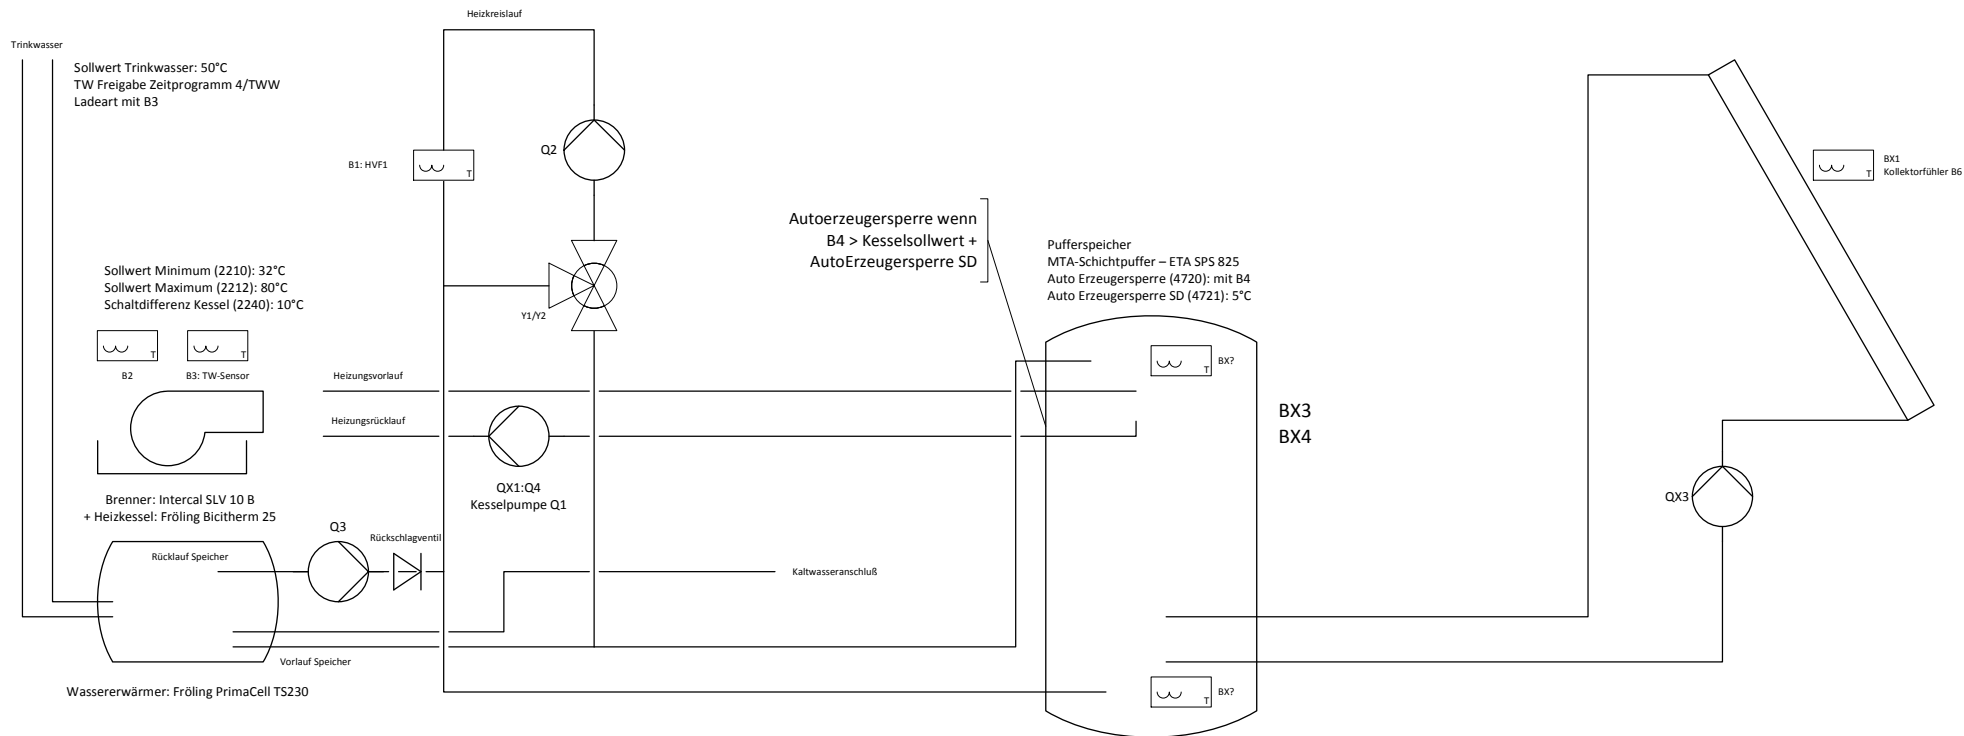 Heizkreislauf
Trinkwasser
Sollwert Trinkwasser: 50°C
TW Freigabe Zeitprogramm 4/TWW
Ladeart mit B3
Q2
B1: HVF1
T
BX1
Kollektorfühler B6
T
Autoerzeugersperre wenn
B4 > Kesselsollwert +
AutoErzeugersperre SD
Pufferspeicher
MTA-Schichtpuffer – ETA SPS 825
Auto Erzeugersperre (4720): mit B4
Auto Erzeugersperre SD (4721): 5°C
Sollwert Minimum (2210): 32°C
Sollwert Maximum (2212): 80°C
Schaltdifferenz Kessel (2240): 10°C
Y1/Y2
T
T
B2
B3: TW-Sensor
BX?
T
Heizungsvorlauf
Heizungsrücklauf
BX3
BX4
QX1:Q4
Kesselpumpe Q1
QX3
Brenner: Intercal SLV 10 B
+ Heizkessel: Fröling Bicitherm 25
Q3
Rückschlagventil
Rücklauf Speicher
Kaltwasseranschluß
Vorlauf Speicher
Wassererwärmer: Fröling PrimaCell TS230
BX?
T